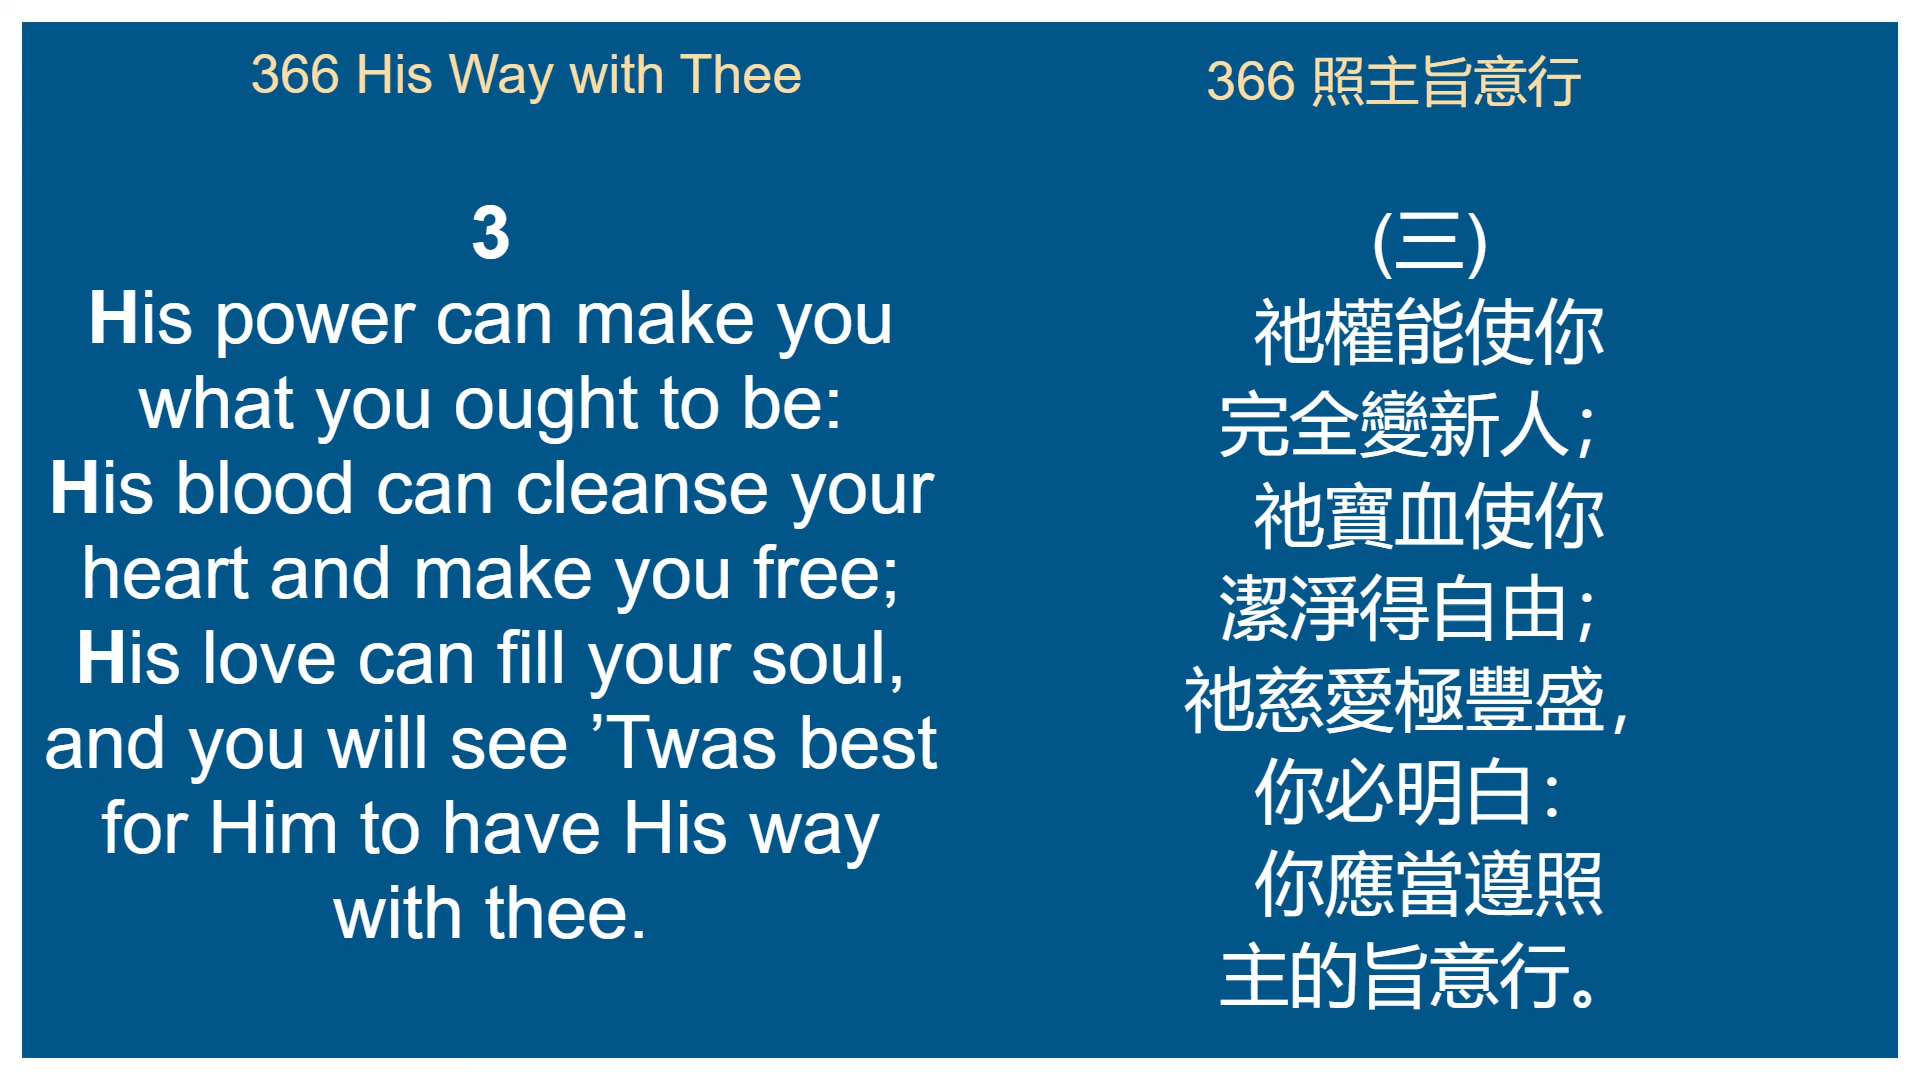 366 His Way with Thee
3
His power can make you
what you ought to be:
His blood can cleanse your
heart and make you free;
His love can fill your soul,
and you will see ’Twas best
for Him to have His way
with thee.
366 照主旨意行
(三)
祂權能使你
完全變新人；
祂寶血使你
潔淨得自由；
祂慈愛極豐盛，
你必明白：
你應當遵照
主的旨意行。